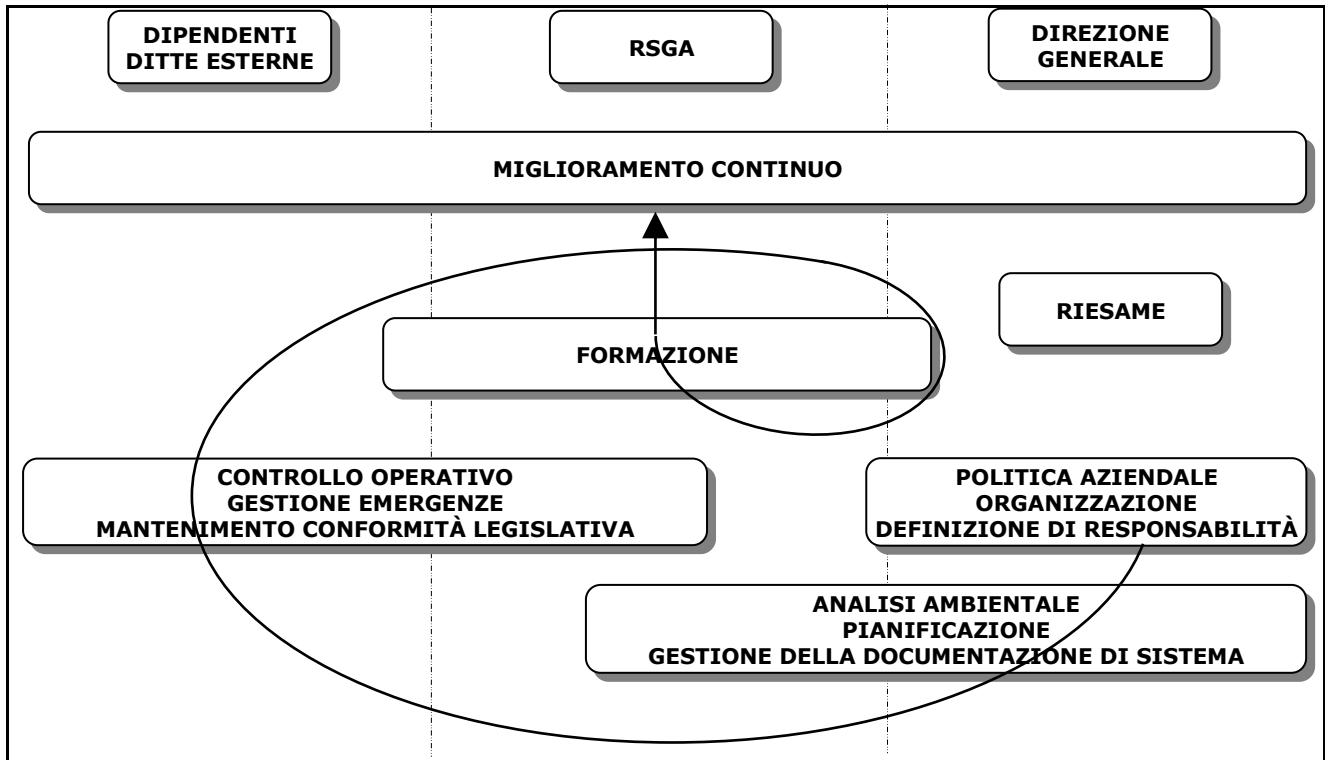 DIPENDENTI
DITTE ESTERNE
RSGA
DIREZIONE
GENERALE
MIGLIORAMENTO CONTINUO
RIESAME
FORMAZIONE
CONTROLLO OPERATIVO
GESTIONE EMERGENZE
MANTENIMENTO CONFORMITÀ LEGISLATIVA
POLITICA AZIENDALE
ORGANIZZAZIONE
DEFINIZIONE DI RESPONSABILITÀ
ANALISI AMBIENTALE
PIANIFICAZIONE
GESTIONE DELLA DOCUMENTAZIONE DI SISTEMA